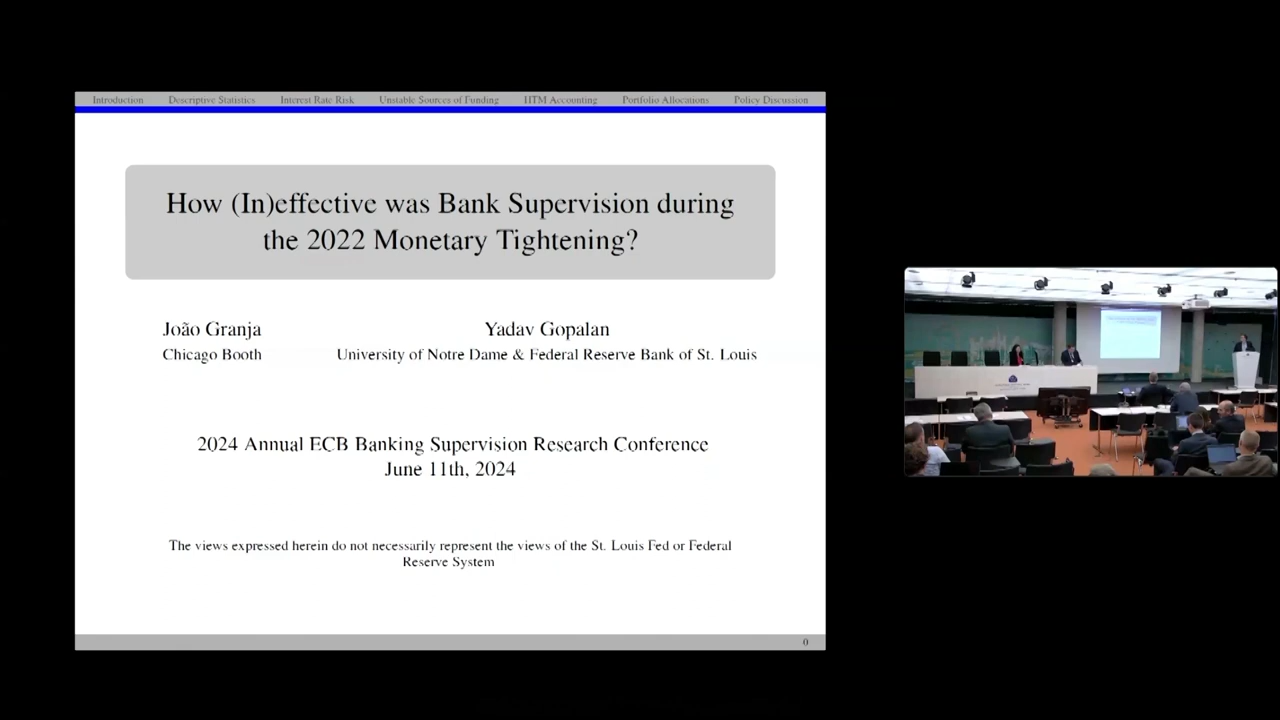 Introduction Descriptive Statistics Interest Rate Risk Unstable Sources of Funding HTM Accounting Portfolio Allocations Policy Discussion
How (In)effective was Bank Supervision during
the 2022 Monetary Tightening?
João Granja Yadav Gopalan
Chicago Booth University of Notre Dame & Federal Reserve Bank of St. Louis
2024 Annual ECB Banking Supervision Research Conference
June 11th, 2024
The views expressed herein do not necessarily represent the views of the St. Louis Fed or Federal
Reserve System
0